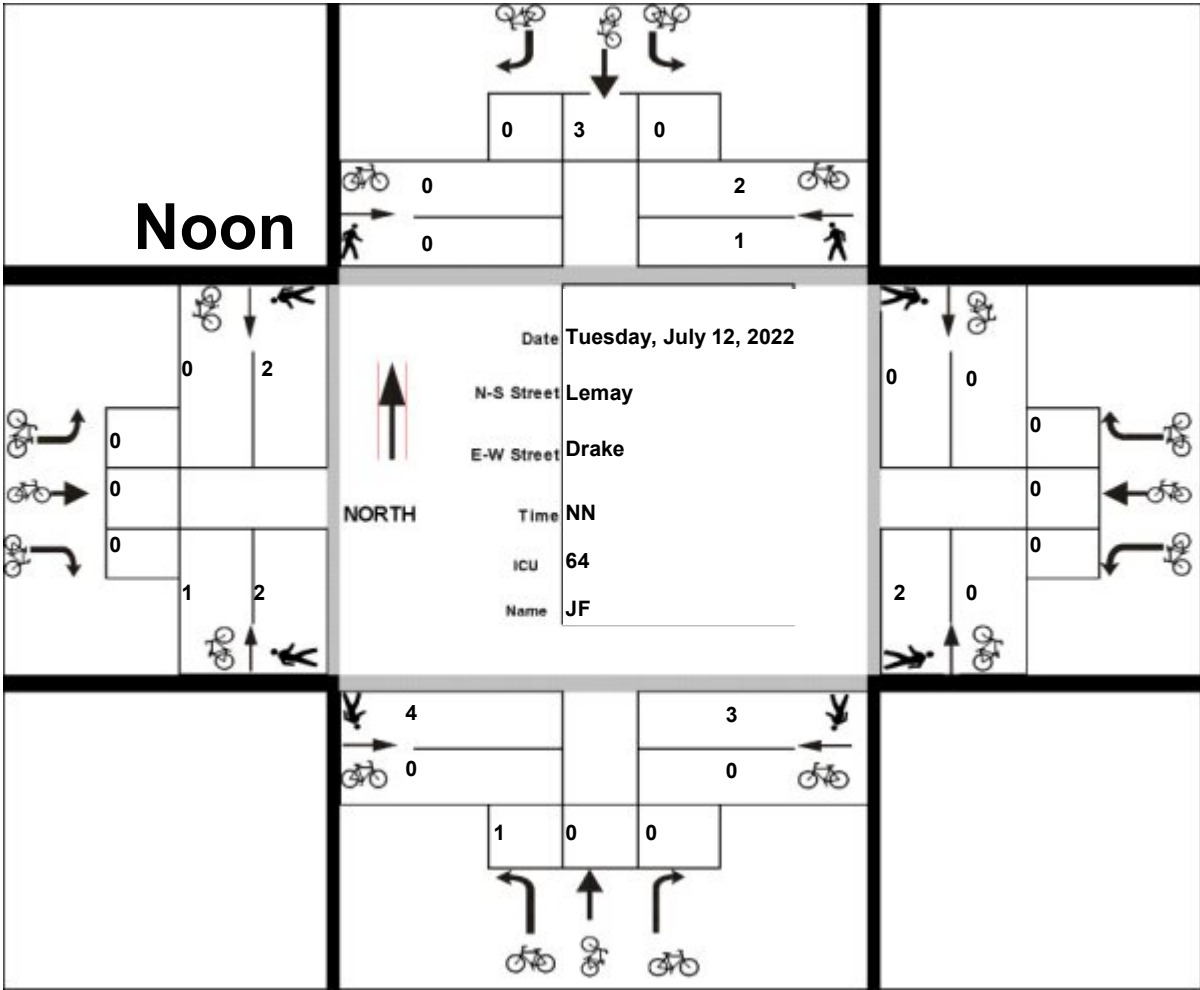 0 3 0
0 2
Noon
0 1
Date Tuesday, July 12, 2022
0 2
0 0
N-S Street Lemay
0
0
E-W Street Drake
0
0
NORTH
Time NN
0
0
ICU 64
1 2
2 0
Name JF
4 3
0 0
1 0 0